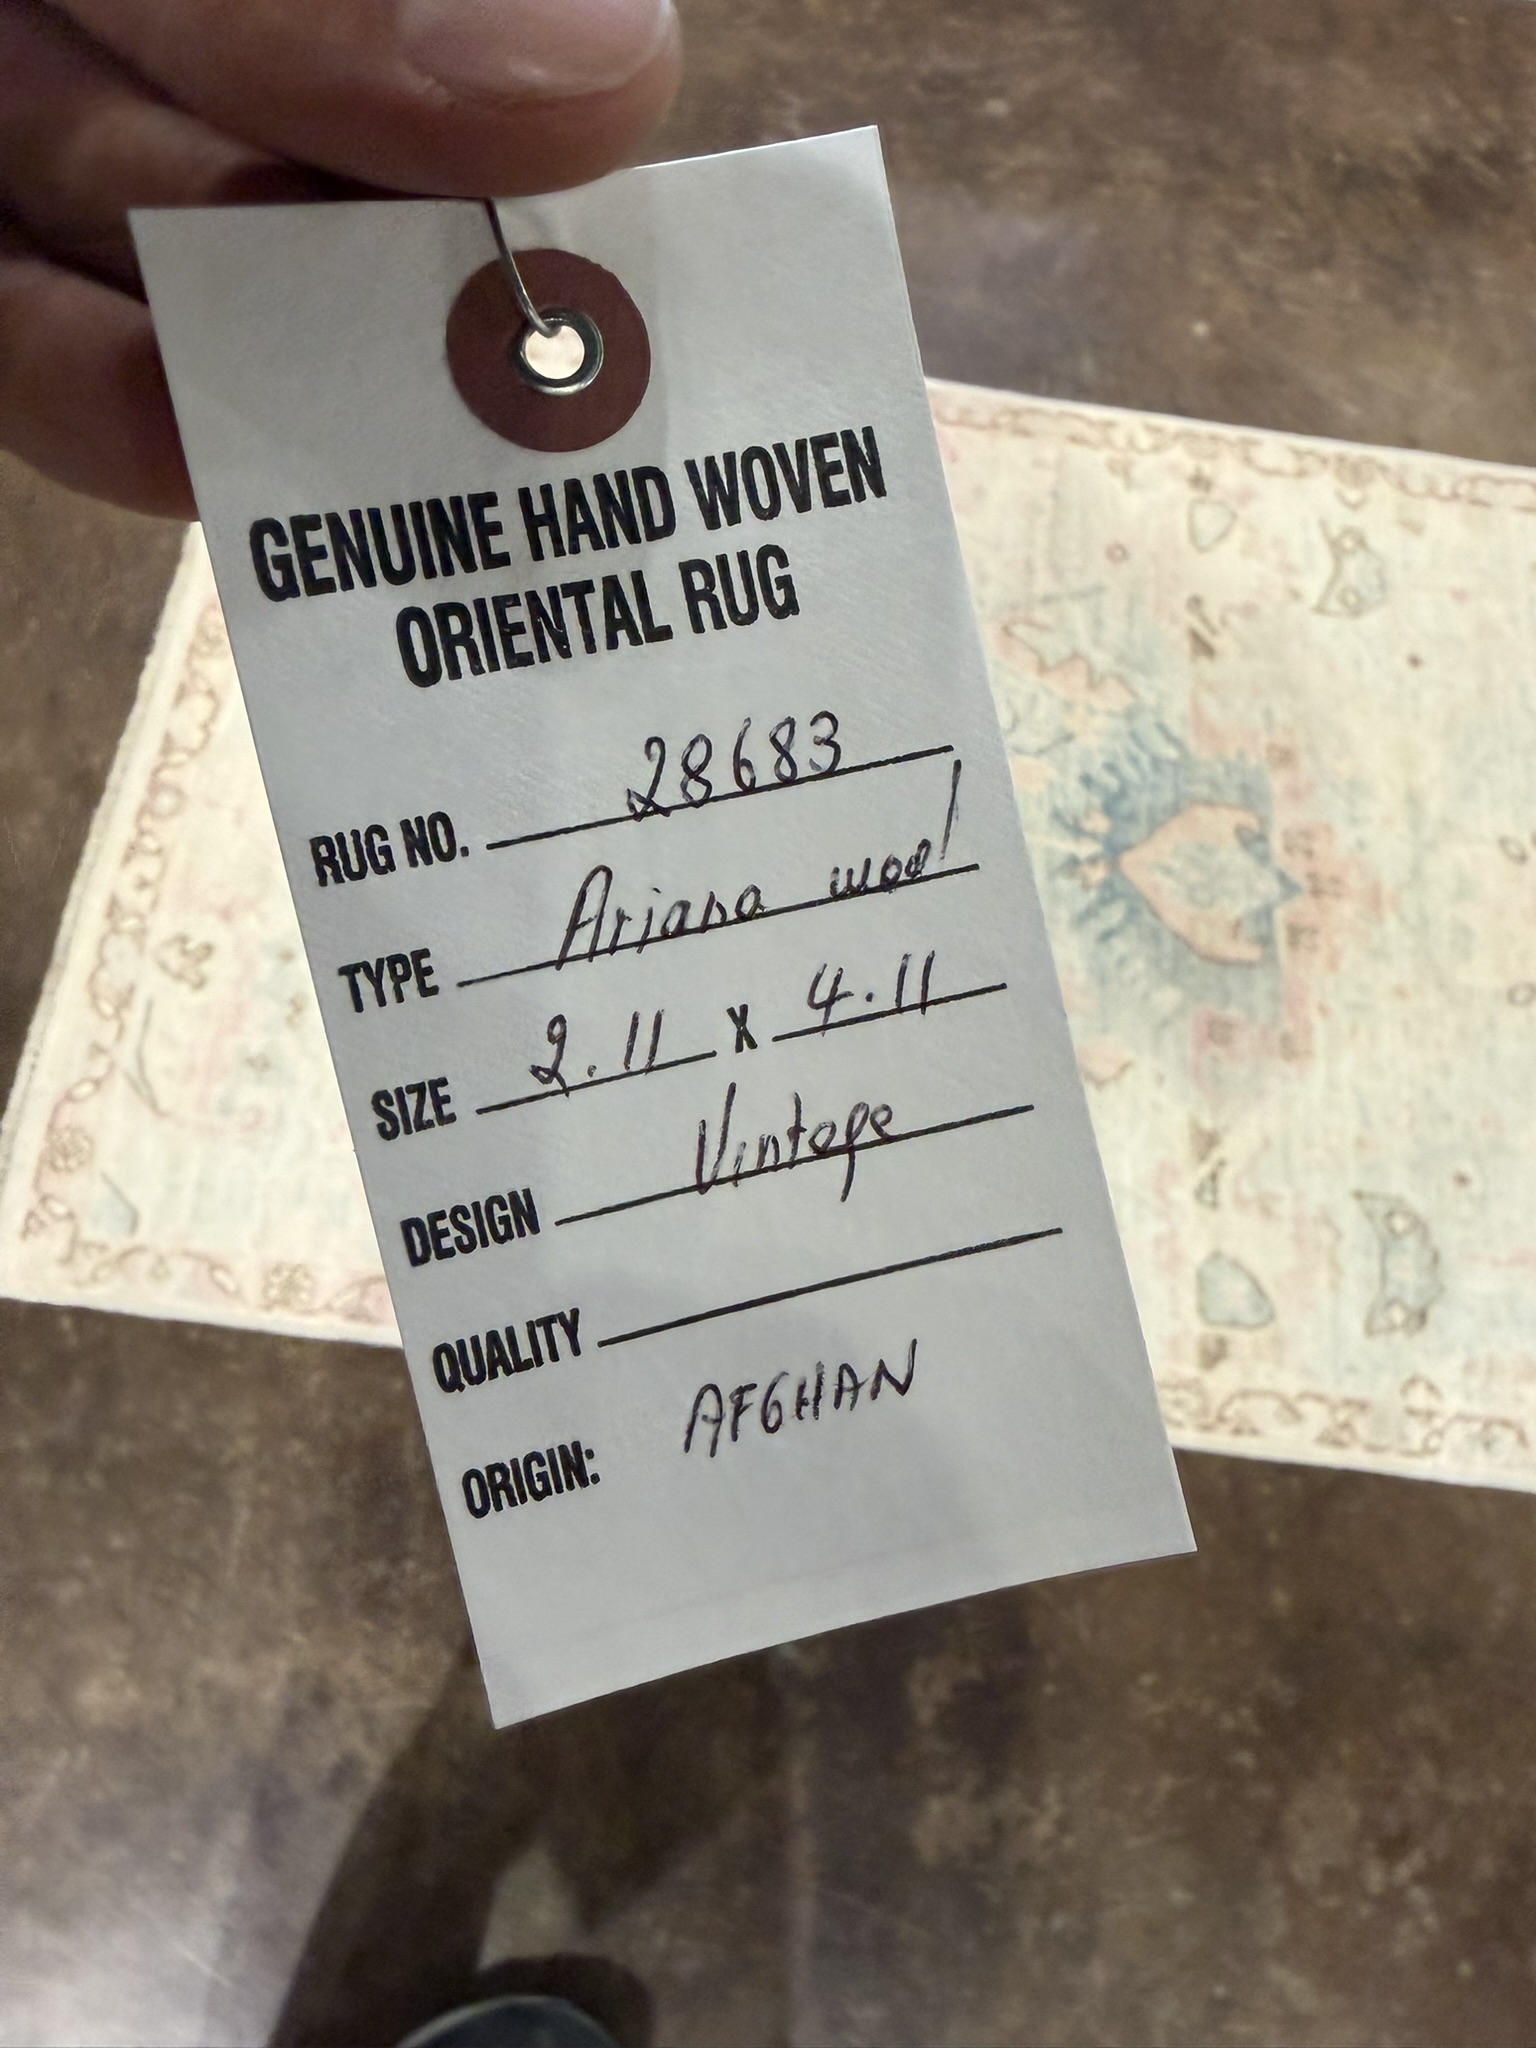 GENUINE HAND WOVEN
ORIENTAL RUG
RUG NO. 28683
TYPE Ariana wool
SIZE 2.11 X 4.11
DESIGN Vintage
QUALITY
ORIGIN: AFGHAN